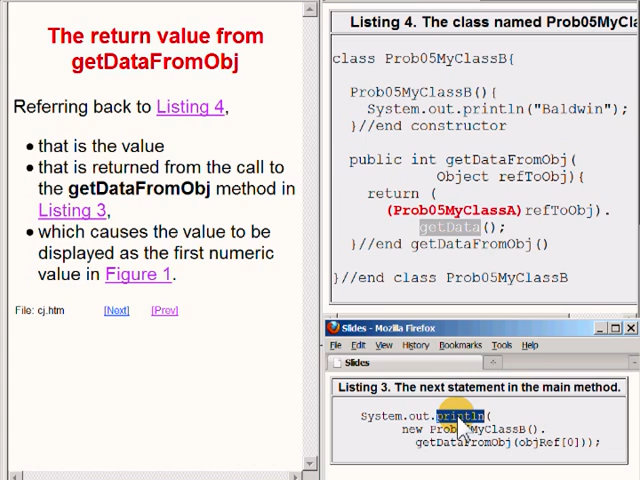 The return value from
getDataFromObj
Referring back to Listing 4,
• that is the value
• that is returned from the call to
the getDataFromObj method in
Listing 3,
• which causes the value to be
displayed as the first numeric
value in Figure 1.
File: cj.htm [Next] [Prev]
Listing 4. The class named Prob05MyCla
class Prob05MyClassB{
Prob05MyClassB(){
System.out.println("Baldwin");
}//end constructor
public int getDataFromObj(
Object refToObj){
return (
(Prob05MyClassA)refToObj).
getData();
}//end getDataFromObj()
}//end class Prob05MyClassB
Slides - Mozilla Firefox
File Edit View History Bookmarks Tools Help
Slides
Listing 3. The next statement in the main method.
System.out.println(
new Prob05MyClassB().
getDataFromObj(objRef[0]));